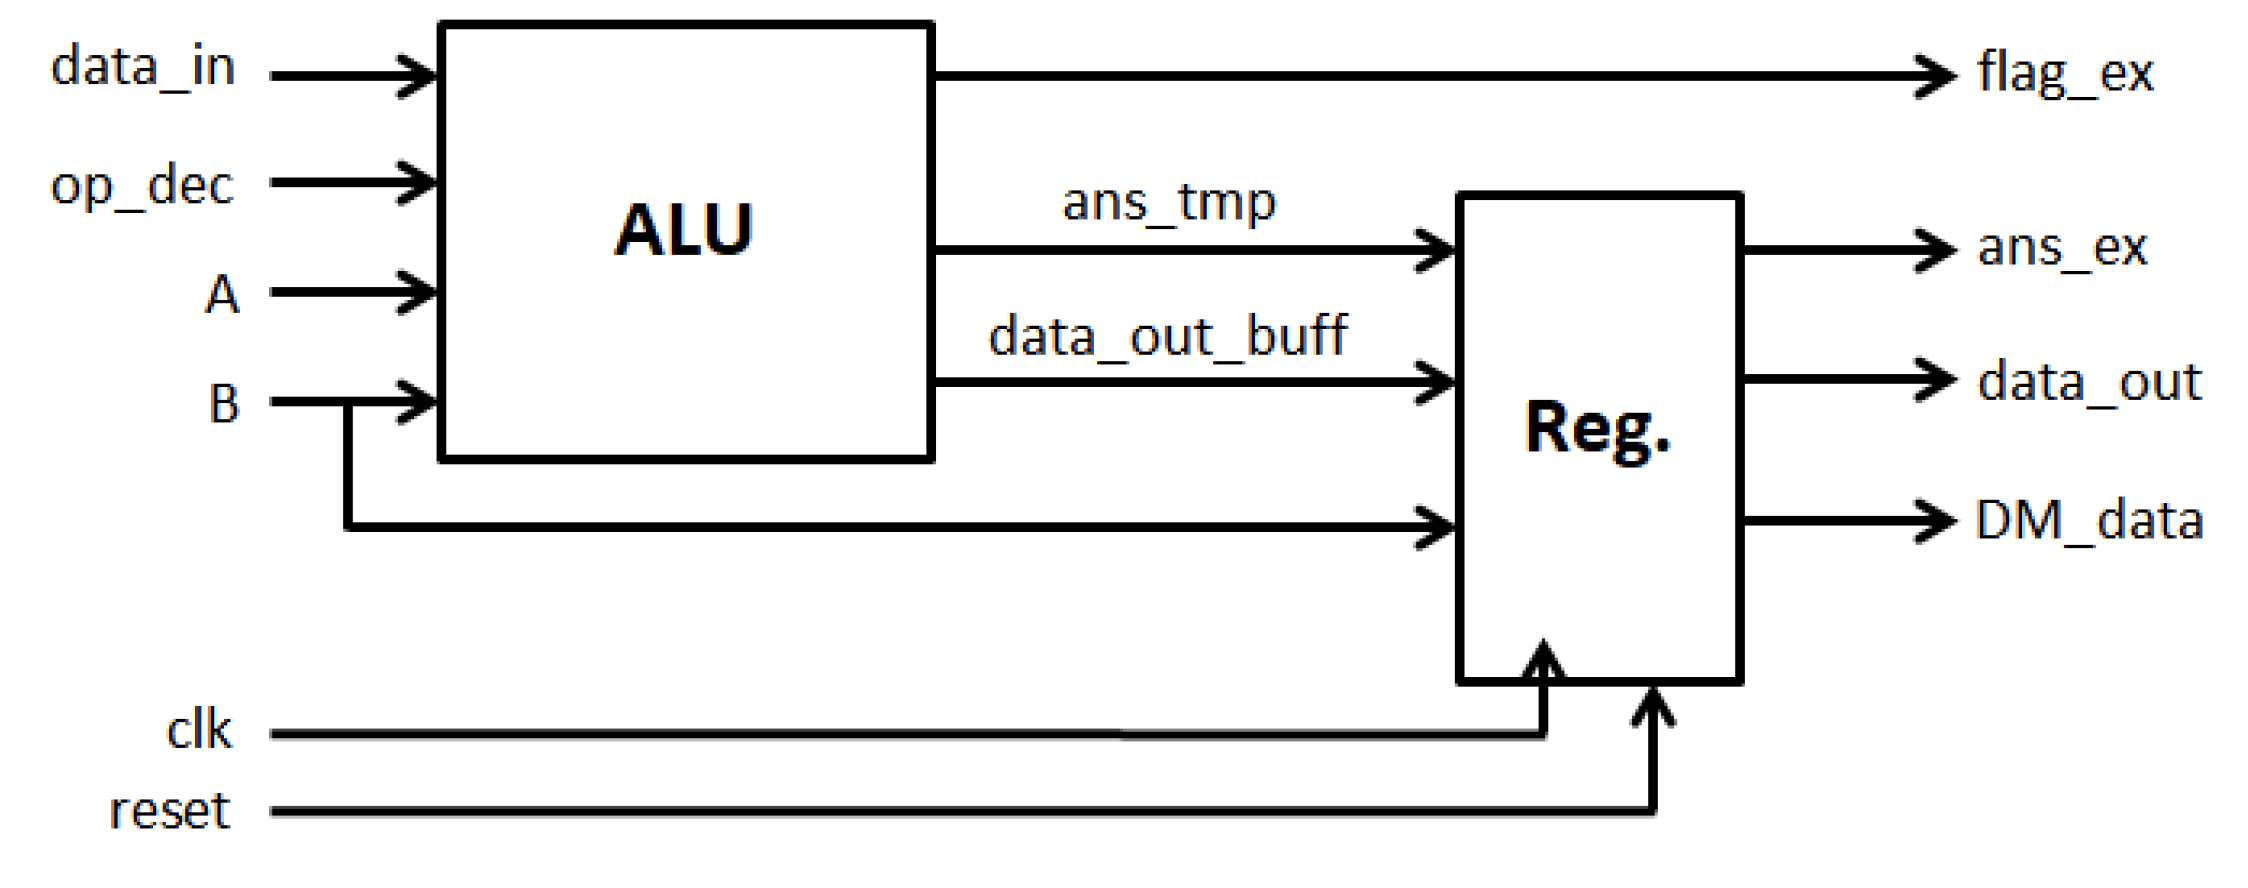 data_in
flag_ex
op_dec
ALU
ans_tmp
ans_ex
A
data_out_buff
data_out
B
Reg.
DM_data
clk
reset